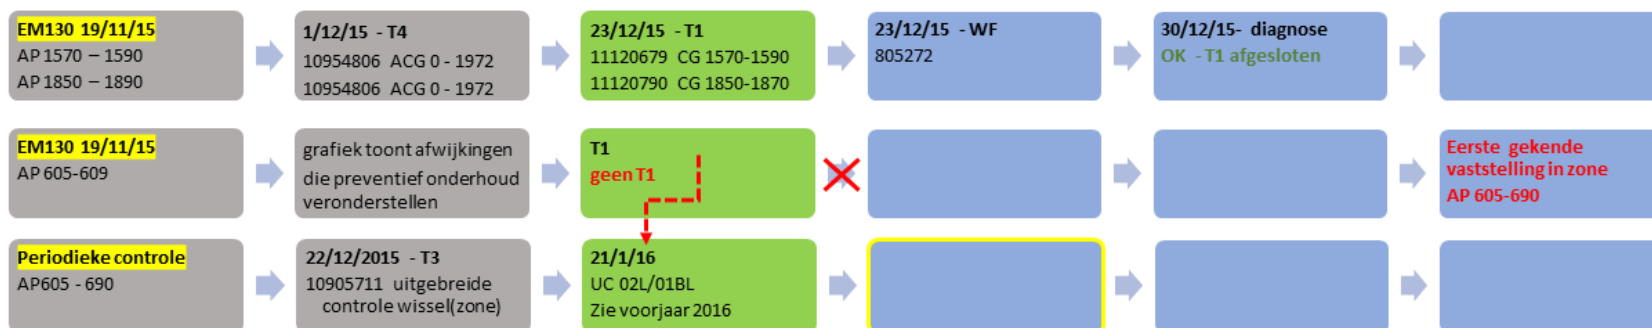 EM130 19/11/15
AP 1570 – 1590
AP 1850 – 1890
1/12/15 - T4
10954806 ACG 0 - 1972
10954806 ACG 0 - 1972
23/12/15 - T1
11120679 CG 1570-1590
11120790 CG 1850-1870
23/12/15 - WF
805272
30/12/15- diagnose
OK - T1 afgesloten
EM130 19/11/15
AP 605-609
grafiek toont afwijkingen
die preventief onderhoud
veronderstellen
T1
geen T1
Eerste gekende
vaststelling in zone
AP 605-690
Periodieke controle
AP605 - 690
22/12/2015 - T3
10905711 uitgebreide
controle wissel(zone)
21/1/16
UC 02L/01BL
Zie voorjaar 2016